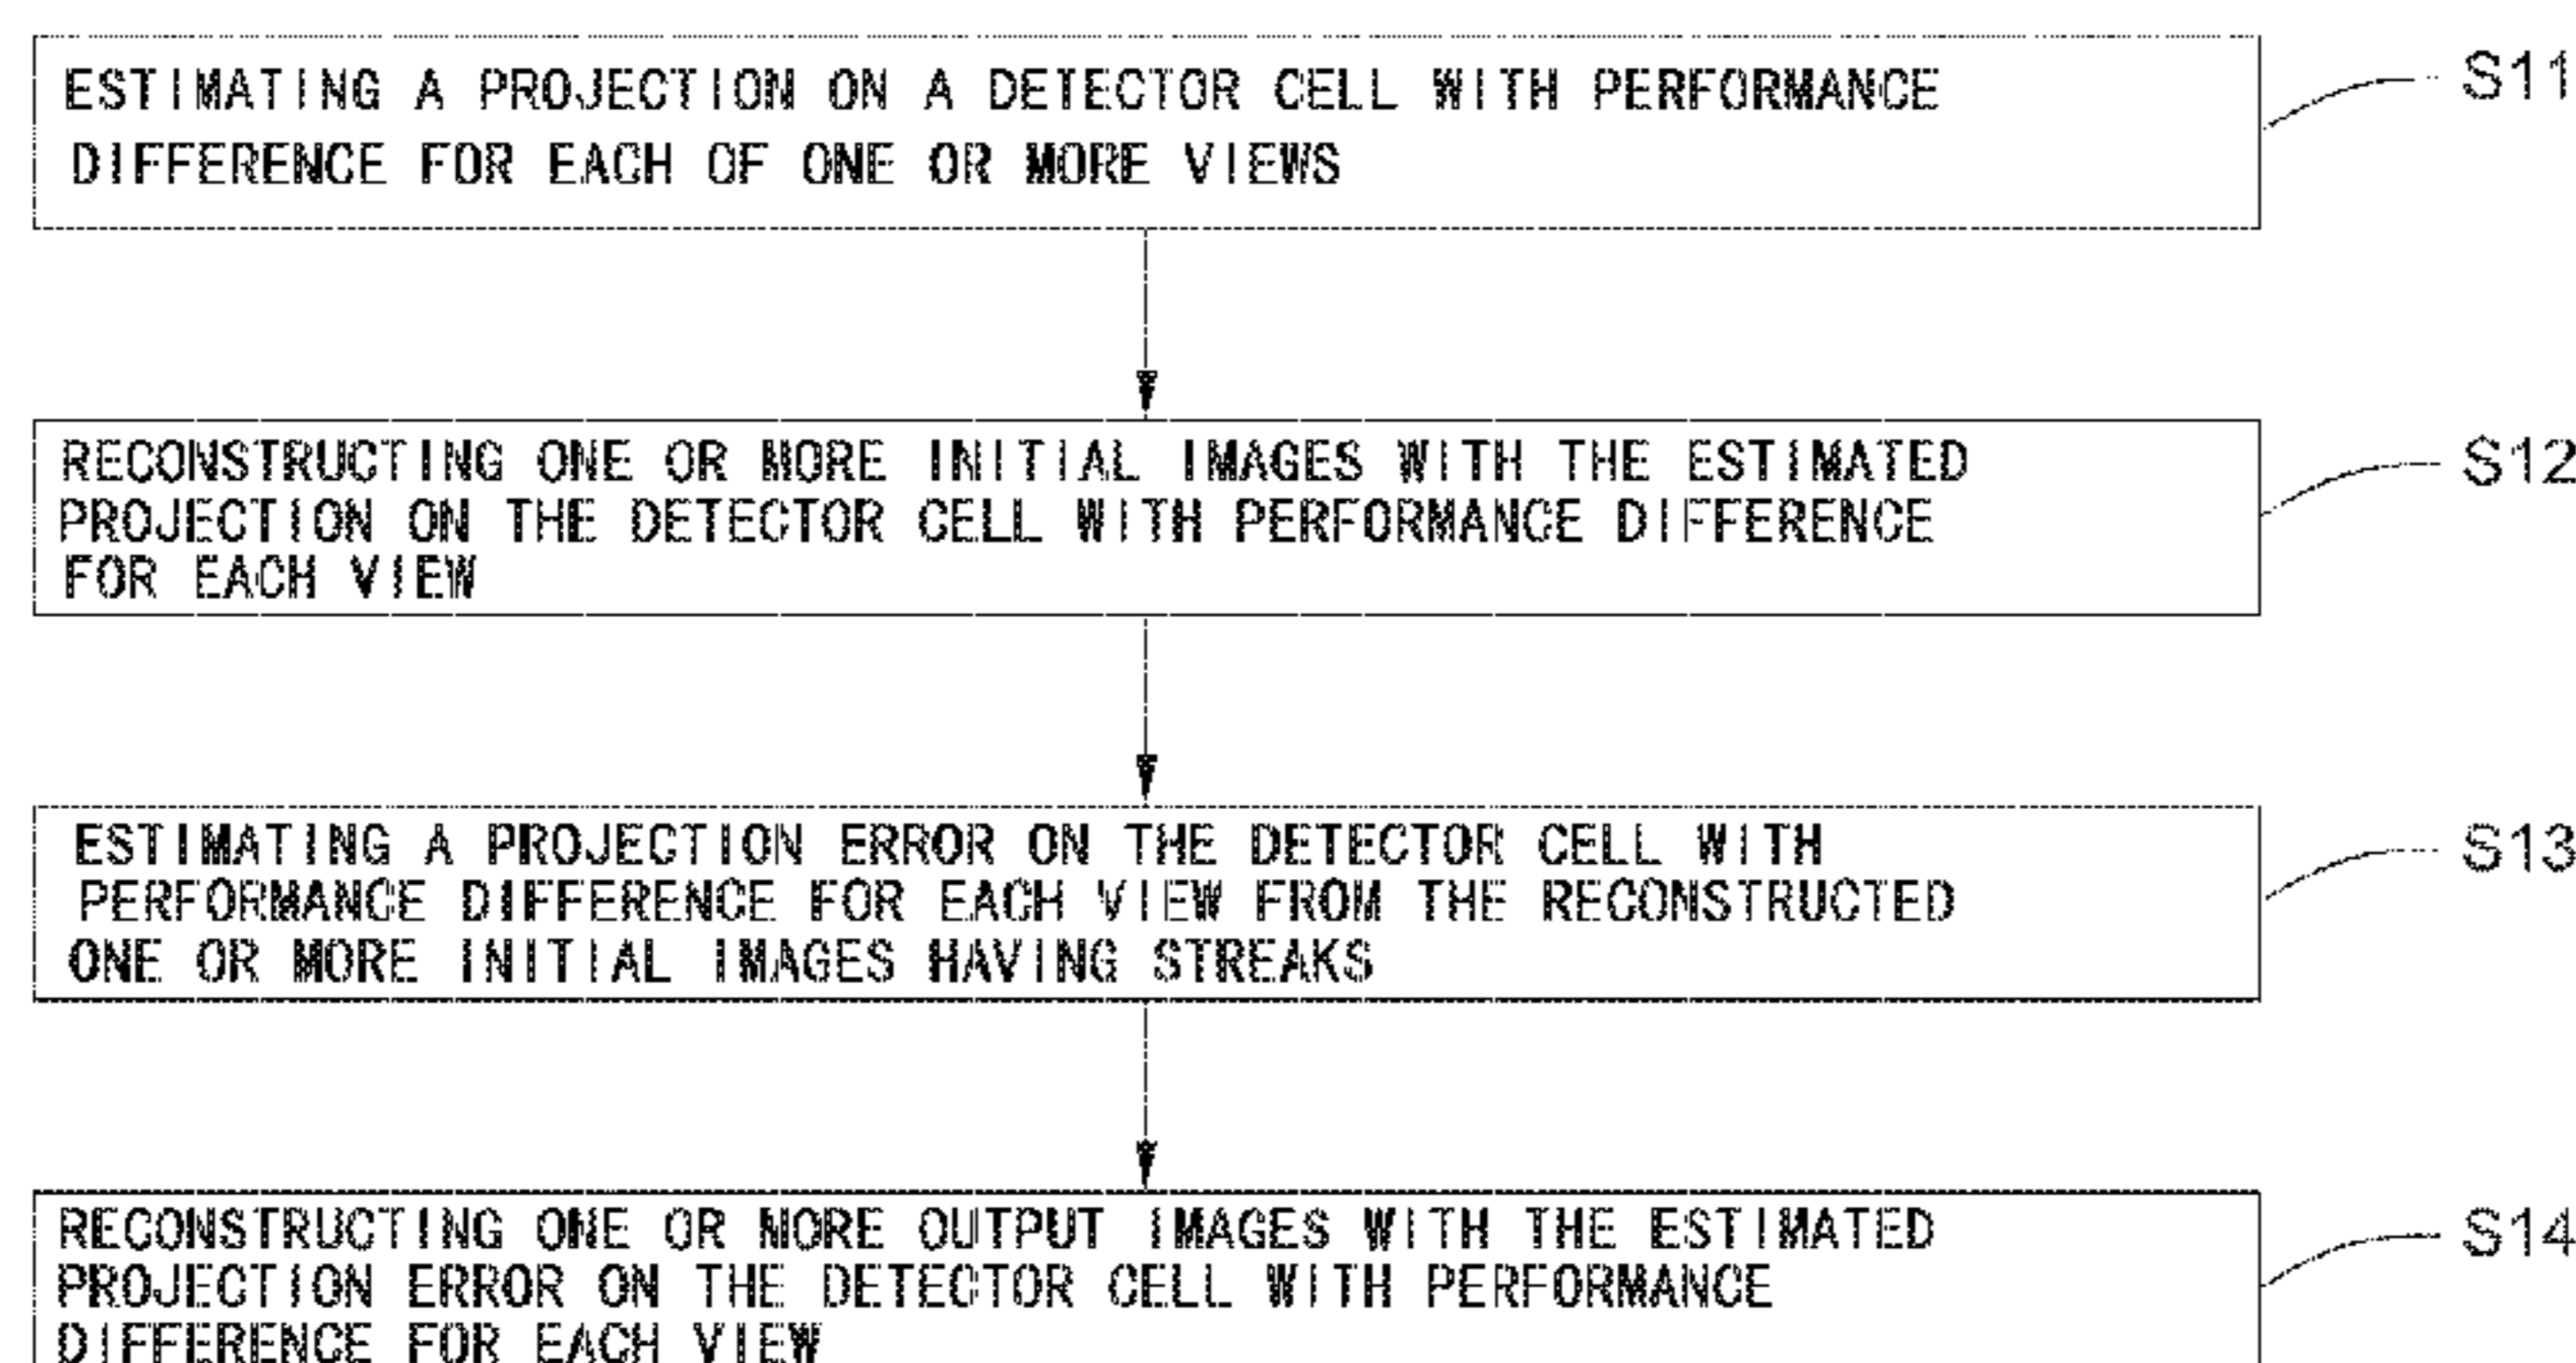 ESTIMATING A PROJECTION ON A DETECTOR CELL WITH PERFORMANCE
DIFFERENCE FOR EACH OF ONE OR MORE VIEWS
S11
RECONSTRUCTING ONE OR MORE INITIAL IMAGES WITH THE ESTIMATED
PROJECTION ON THE DETECTOR CELL WITH PERFORMANCE DIFFERENCE
FOR EACH VIEW
S12
ESTIMATING A PROJECTION ERROR ON THE DETECTOR CELL WITH
PERFORMANCE DIFFERENCE FOR EACH VIEW FROM THE RECONSTRUCTED
ONE OR MORE INITIAL IMAGES HAVING STREAKS
S13
RECONSTRUCTING ONE OR MORE OUTPUT IMAGES WITH THE ESTIMATED
PROJECTION ERROR ON THE DETECTOR CELL WITH PERFORMANCE
DIFFERENCE FOR EACH VIEW
S14